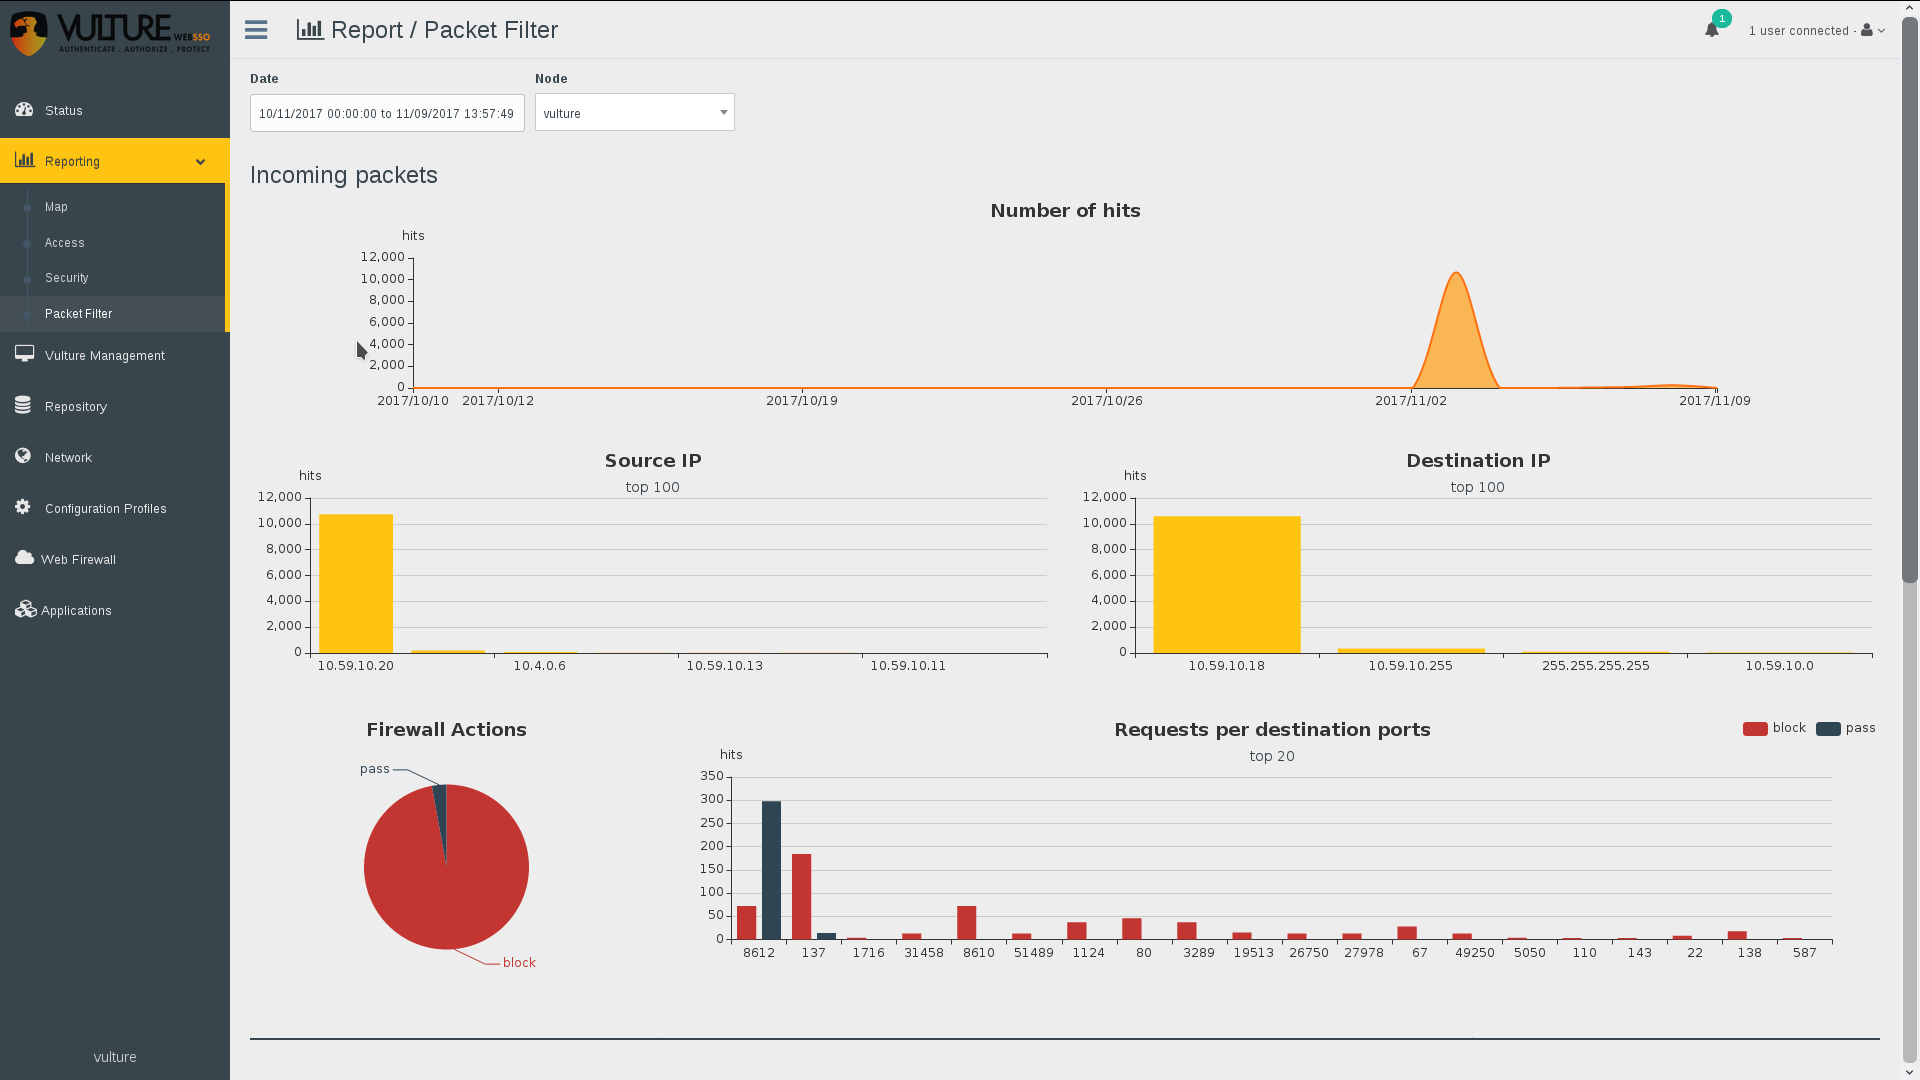 VULTURE WEBSSO
AUTHENTICATE . AUTHORIZE . PROTECT
Report / Packet Filter
1
1 user connected -
Status
Reporting
Map
Access
Security
Packet Filter
Vulture Management
Repository
Network
Configuration Profiles
Web Firewall
Applications
vulture
Date
Node
10/11/2017 00:00:00 to 11/09/2017 13:57:49
vulture
Incoming packets
Number of hits
hits
12,000
10,000
8,000
6,000
4,000
2,000
0
2017/10/10 2017/10/12 2017/10/19 2017/10/26 2017/11/02 2017/11/09
Source IP
top 100
hits
12,000
10,000
8,000
6,000
4,000
2,000
0
10.59.10.20 10.4.0.6 10.59.10.13 10.59.10.11
Destination IP
top 100
hits
12,000
10,000
8,000
6,000
4,000
2,000
0
10.59.10.18 10.59.10.255 255.255.255.255 10.59.10.0
Firewall Actions
pass
block
Requests per destination ports
top 20
block pass
hits
350
300
250
200
150
100
50
0
8612 137 1716 31458 8610 51489 1124 80 3289 19513 26750 27978 67 49250 5050 110 143 22 138 587